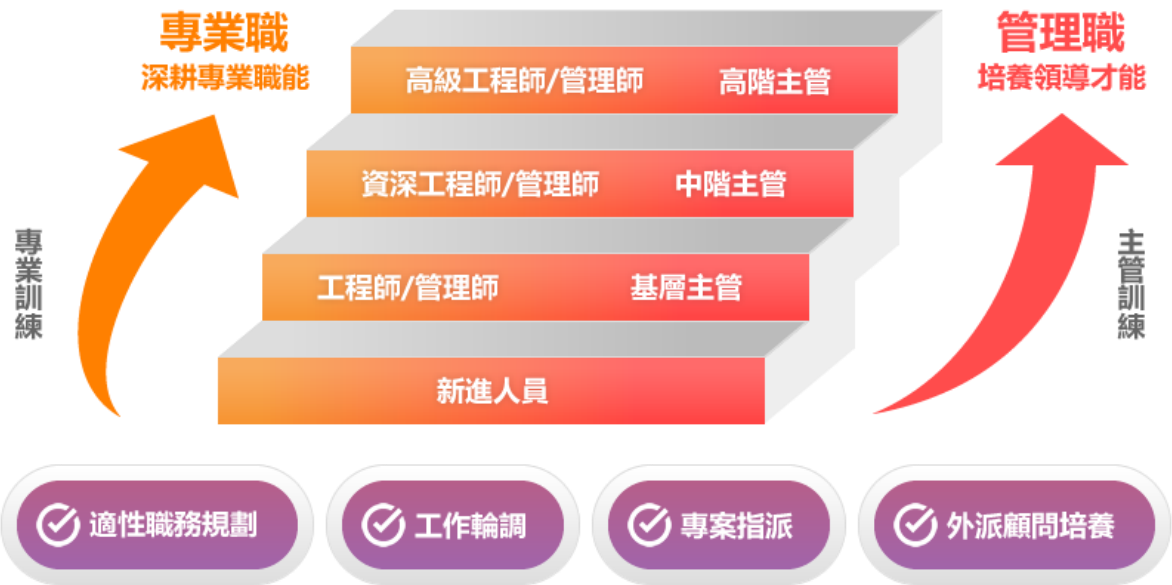 專業職
深耕專業職能
管理職
培養領導才能
高級工程師/管理師 高階主管
資深工程師/管理師 中階主管
工程師/管理師 基層主管
新進人員
專業訓練
主管訓練
適性職務規劃
工作輪調
專案指派
外派顧問培養